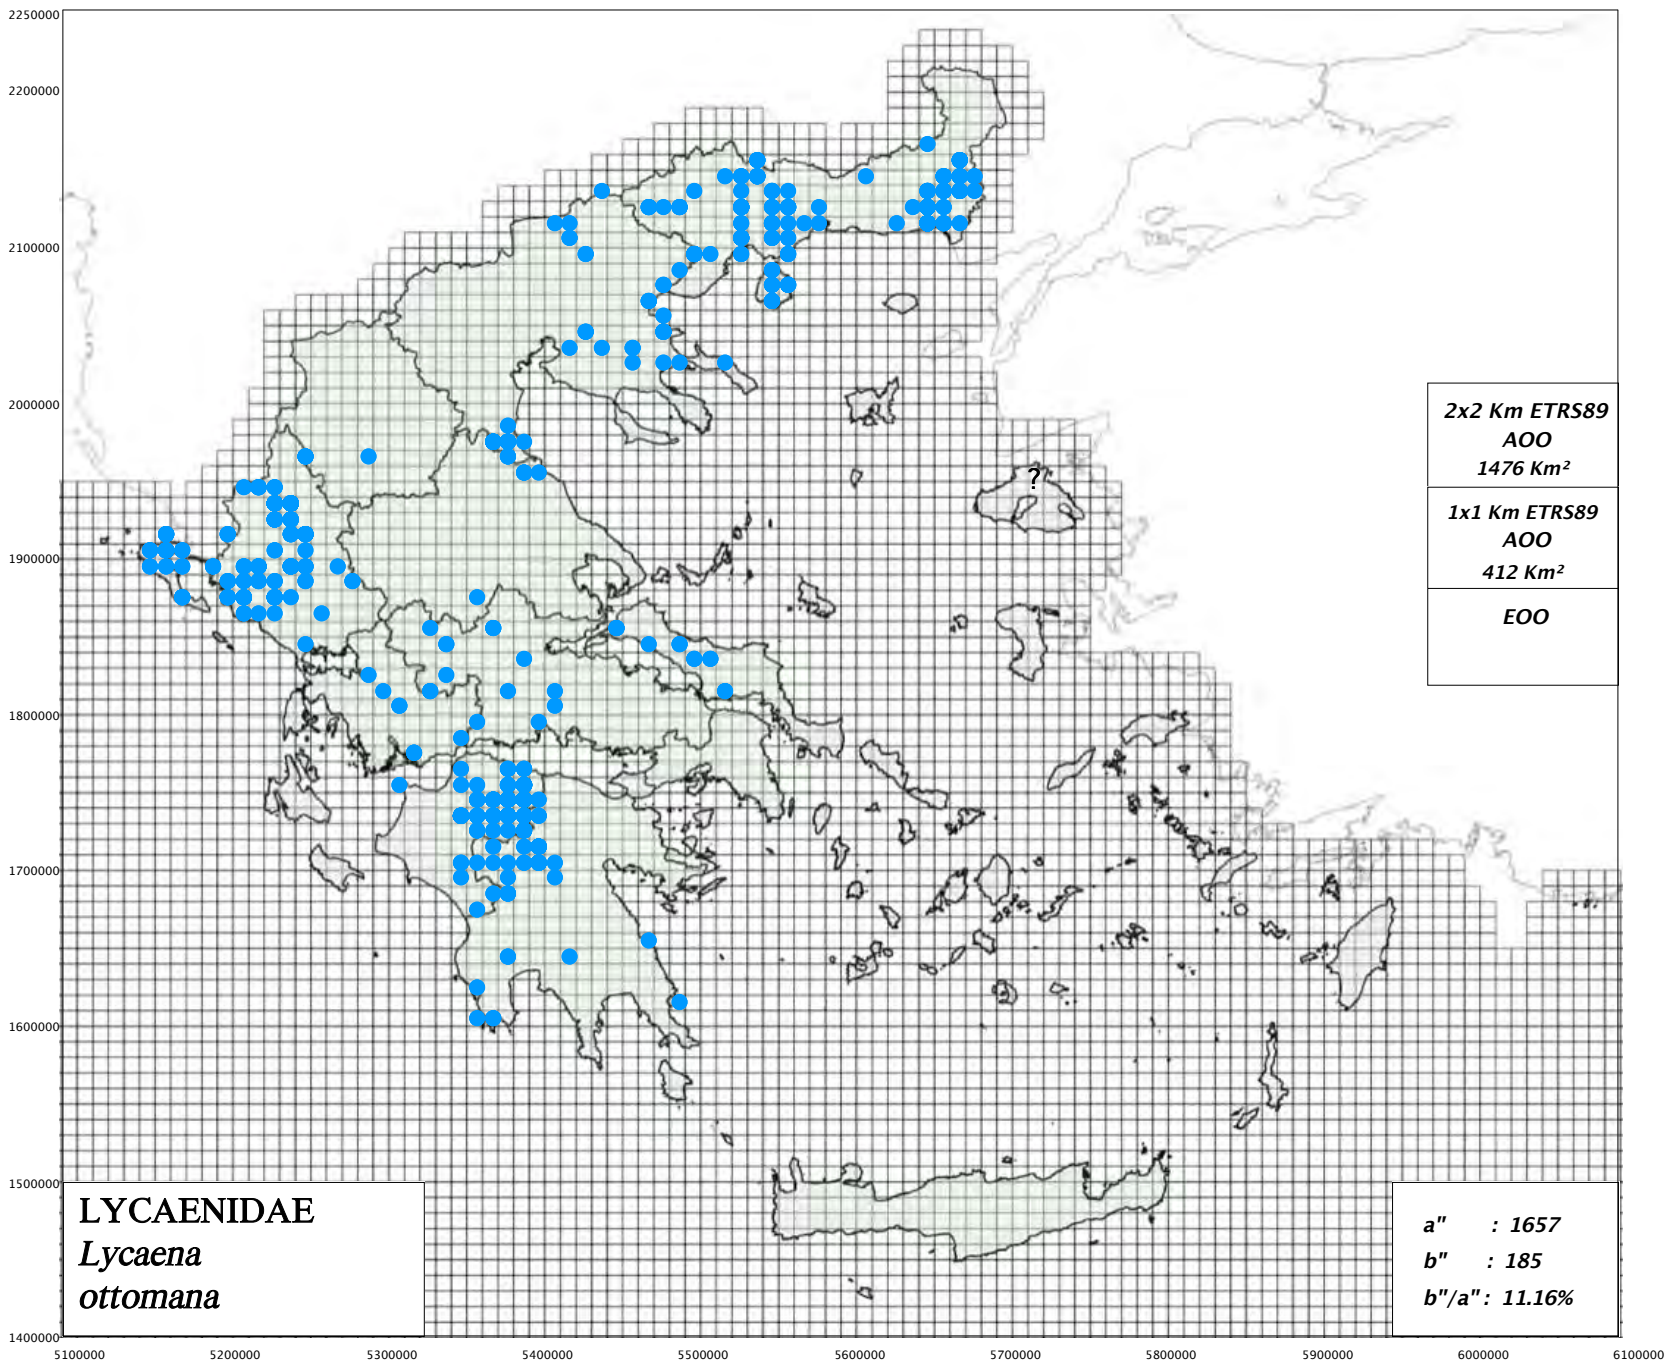 2250000
2200000
2100000
2000000
1900000
1800000
1700000
1600000
1500000
1400000
5100000 5200000 5300000 5400000 5500000 5600000 5700000 5800000 5900000 6000000 6100000
?
2x2 Km ETRS89
AOO
1476 Km²
1x1 Km ETRS89
AOO
412 Km²
EOO
LYCAENIDAE
Lycaena
ottomana
a" : 1657
b" : 185
b"/a" : 11.16%